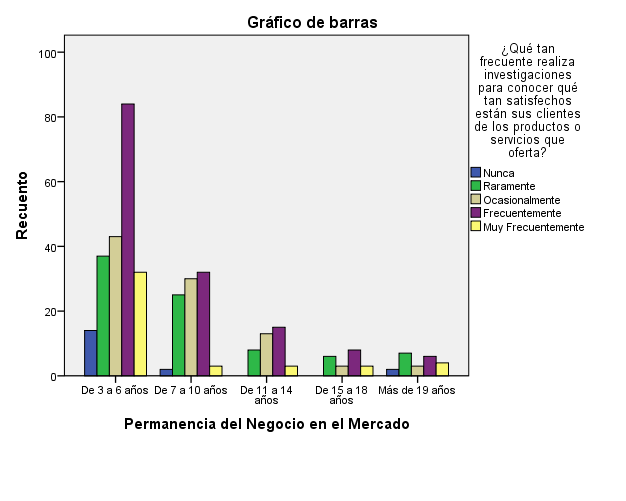 Gráfico de barras
¿Qué tan
frecuente realiza
investigaciones
para conocer qué
tan satisfechos
están sus clientes
de los productos o
servicios que
oferta?
Nunca
Raramente
Ocasionalmente
Frecuentemente
Muy Frecuentemente
Recuento
100
80
60
40
20
0
De 3 a 6 años
De 7 a 10 años
De 11 a 14
años
De 15 a 18
años
Más de 19 años
Permanencia del Negocio en el Mercado